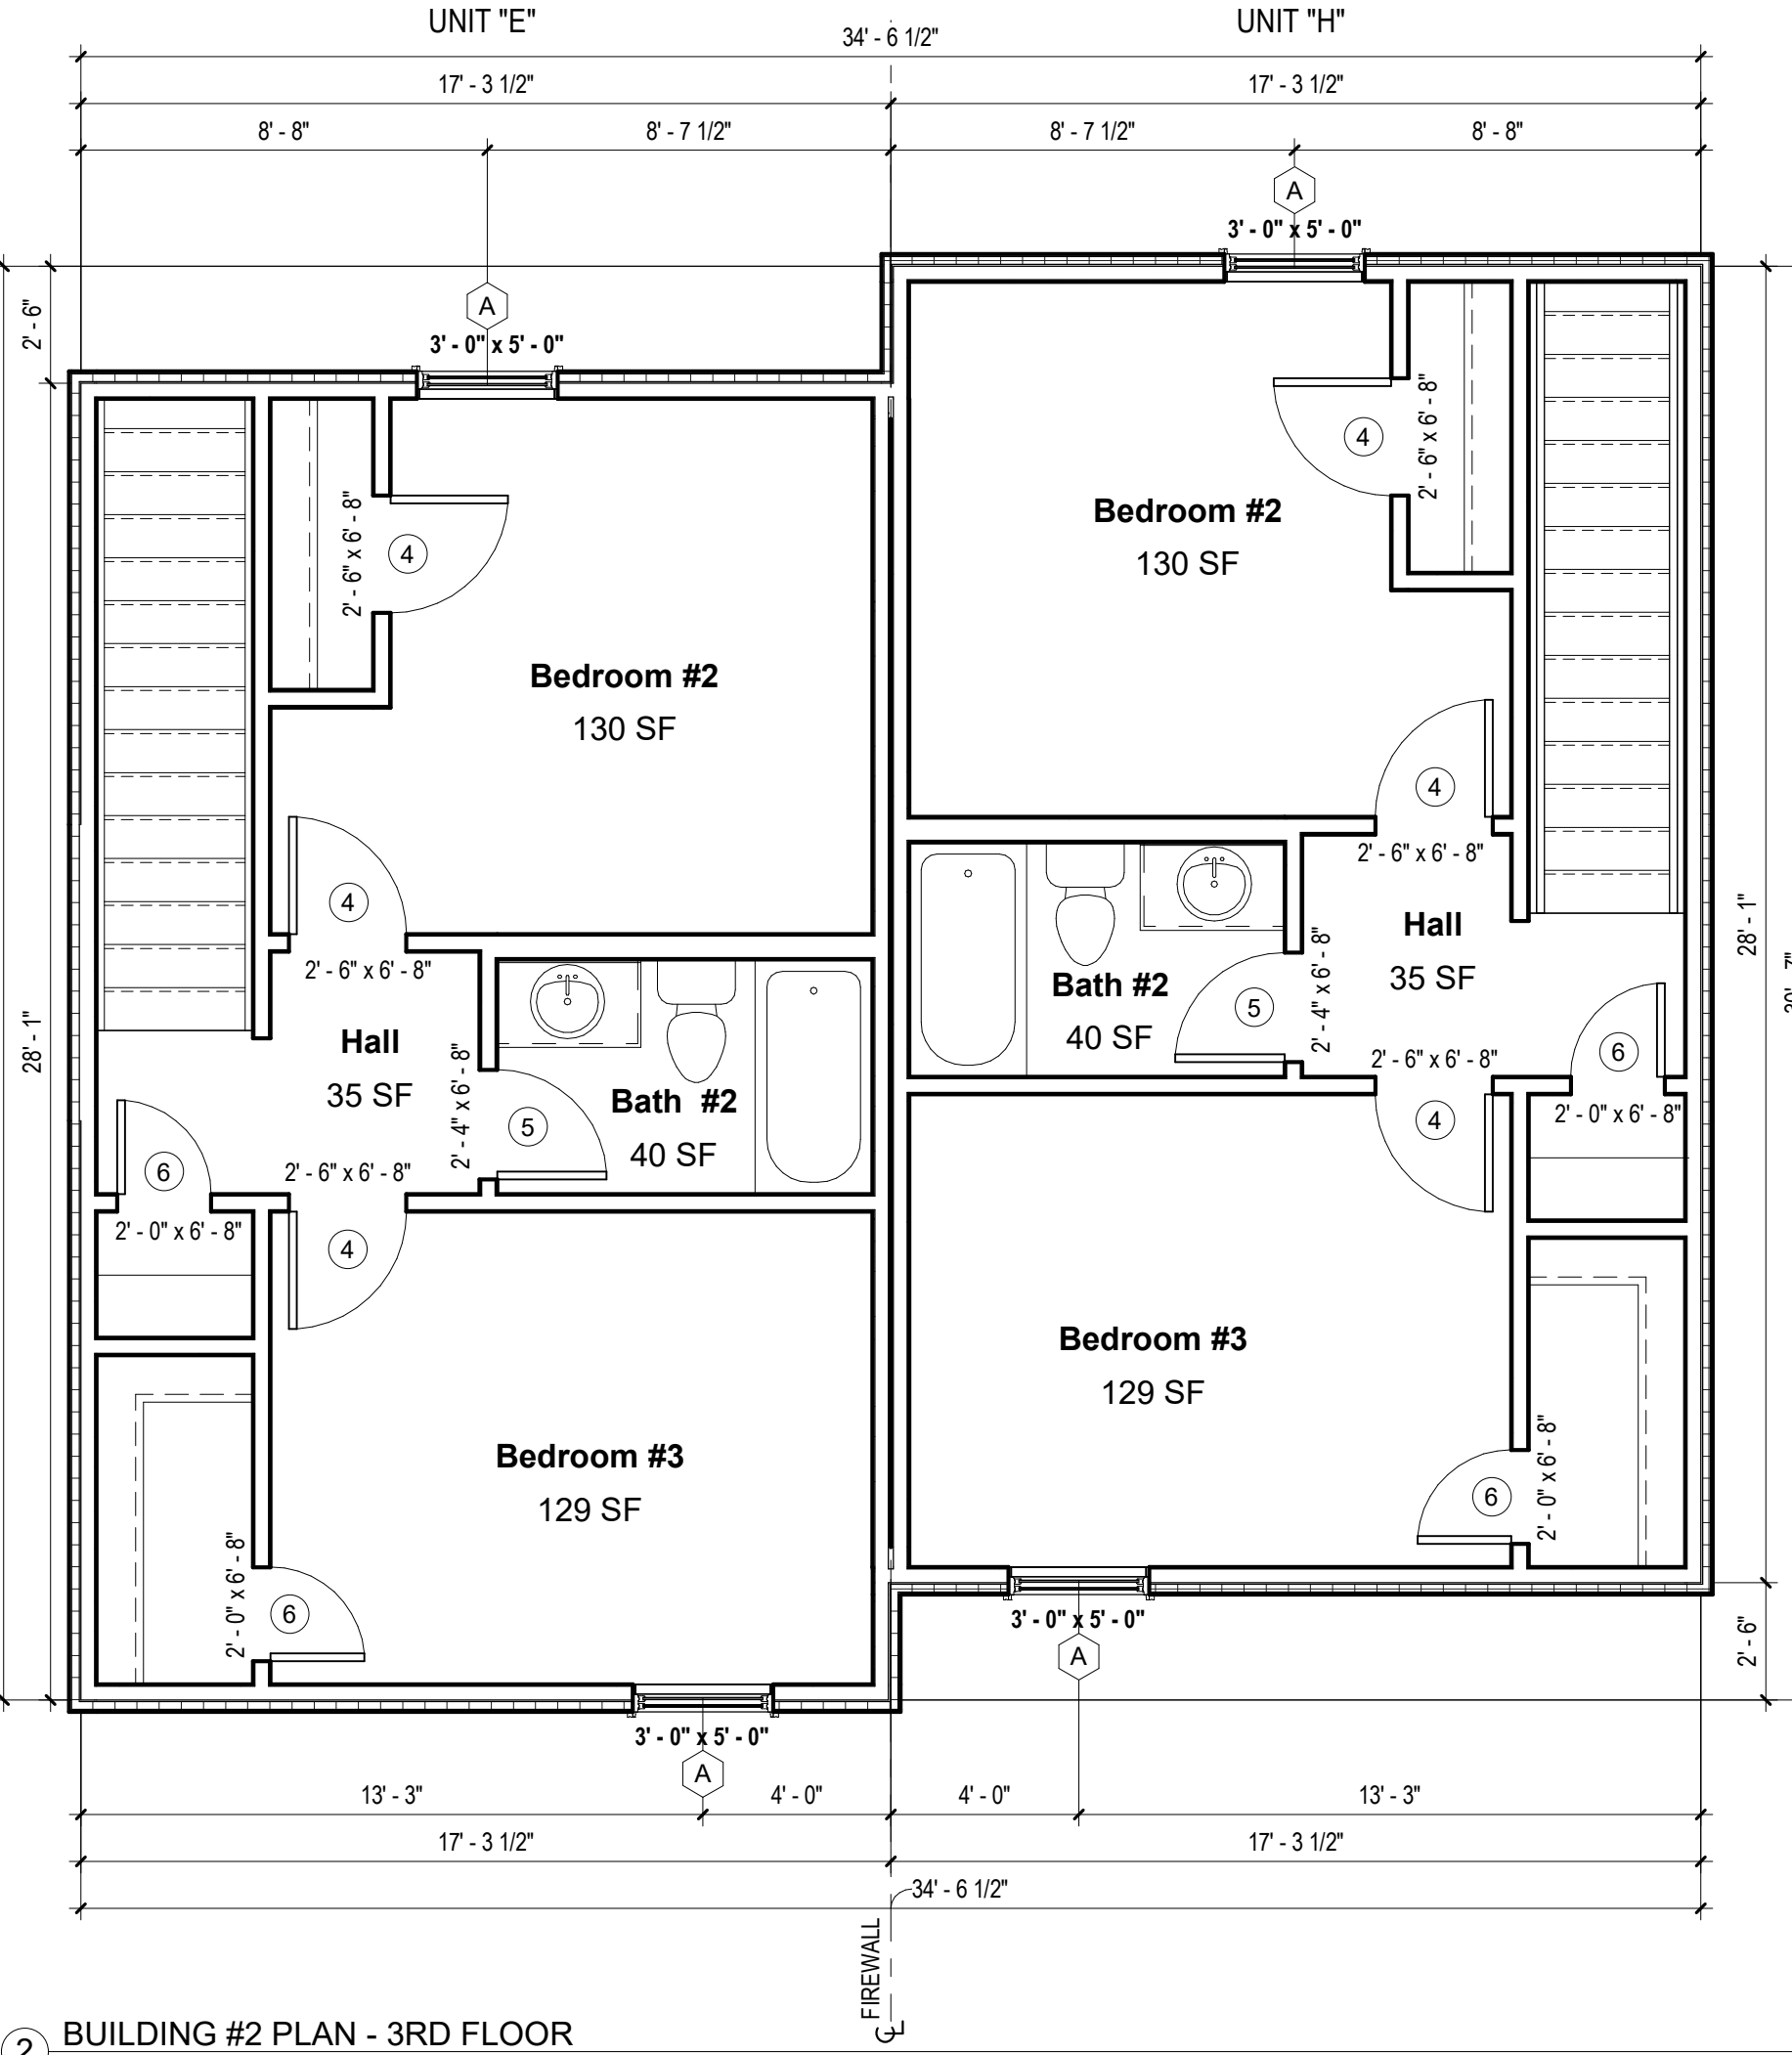 UNIT "E"
UNIT "H"
34' - 6 1/2"
17' - 3 1/2"
17' - 3 1/2"
8' - 8"
8' - 7 1/2"
8' - 7 1/2"
8' - 8"
A
3' - 0" x 5' - 0"
2' - 6"
A
3' - 0" x 5' - 0"
4
2' - 6" x 6' - 8"
Bedroom #2
130 SF
2' - 6" x 6' - 8"
4
Bedroom #2
130 SF
4
2' - 6" x 6' - 8"
4
2' - 6" x 6' - 8"
Hall
35 SF
28' - 1"
Bath #2
40 SF
2' - 4" x 6' - 8"
5
2' - 6" x 6' - 8"
6
2' - 0" x 6' - 8"
4
28' - 1"
Hall
35 SF
2' - 4" x 6' - 8"
5
Bath #2
40 SF
6
2' - 6" x 6' - 8"
2' - 0" x 6' - 8"
4
Bedroom #3
129 SF
Bedroom #3
129 SF
2' - 0" x 6' - 8"
6
2' - 0" x 6' - 8"
6
3' - 0" x 5' - 0"
A
2' - 6"
3' - 0" x 5' - 0"
A
13' - 3"
4' - 0"
4' - 0"
13' - 3"
17' - 3 1/2"
17' - 3 1/2"
34' - 6 1/2"
FIREWALL
2
BUILDING #2 PLAN - 3RD FLOOR